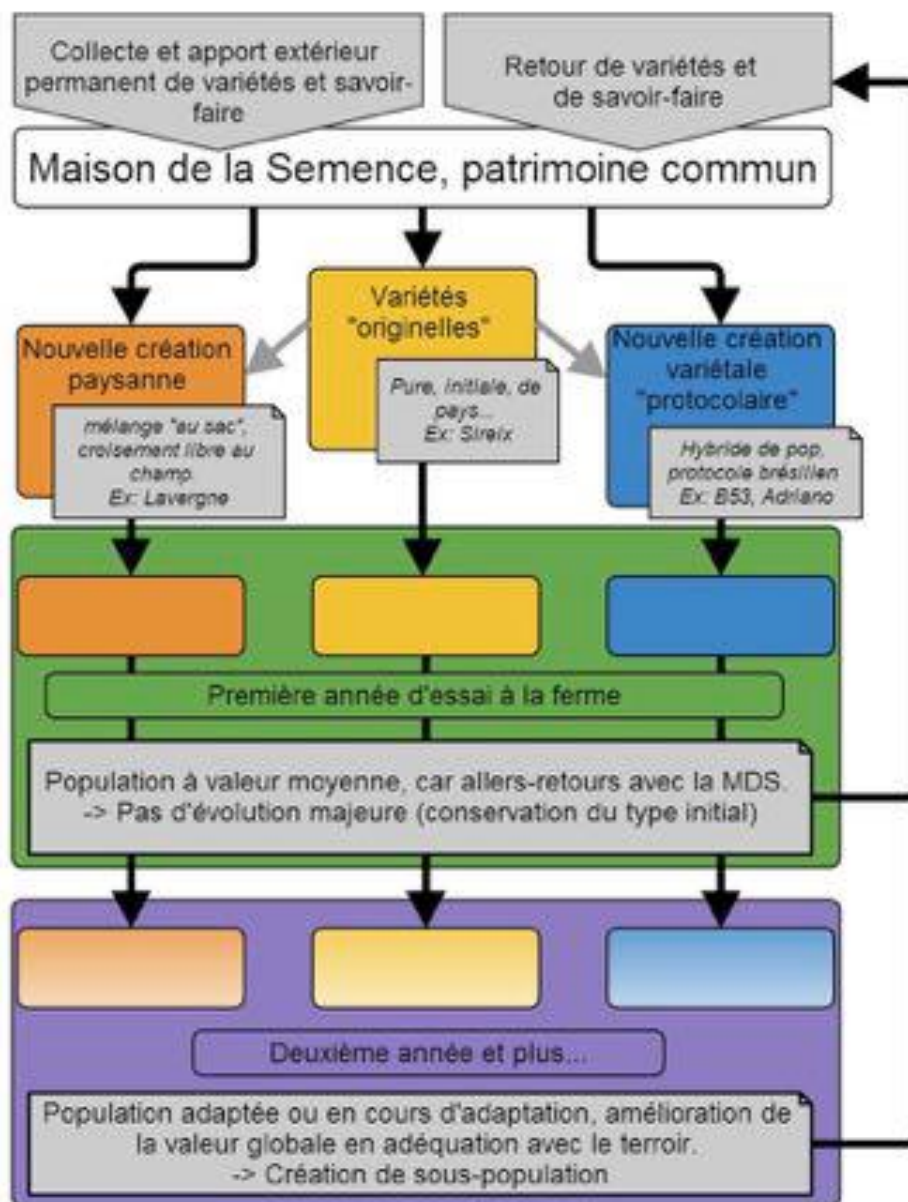 Collecte et apport extérieur
permanent de variétés et savoir-
faire
Retour de variétés et
de savoir-faire
Maison de la Semence, patrimoine commun
Variétés
"originelles"
Pure, initiale, de
pays...
Ex: Sireix
Nouvelle création
paysanne
mélange "au sac",
croisement libre au
champ
Ex: Lavergne
Nouvelle création
variétale
"protocolaire"
Hybride de pop,
protocole brésilien
Ex: B53, Adriano
Première année d'essai à la ferme
Population à valeur moyenne, car allers-retours avec la MDS.
-> Pas d'évolution majeure (conservation du type initial)
Deuxième année et plus...
Population adaptée ou en cours d'adaptation, amélioration de
la valeur globale en adéquation avec le terroir.
-> Création de sous-population